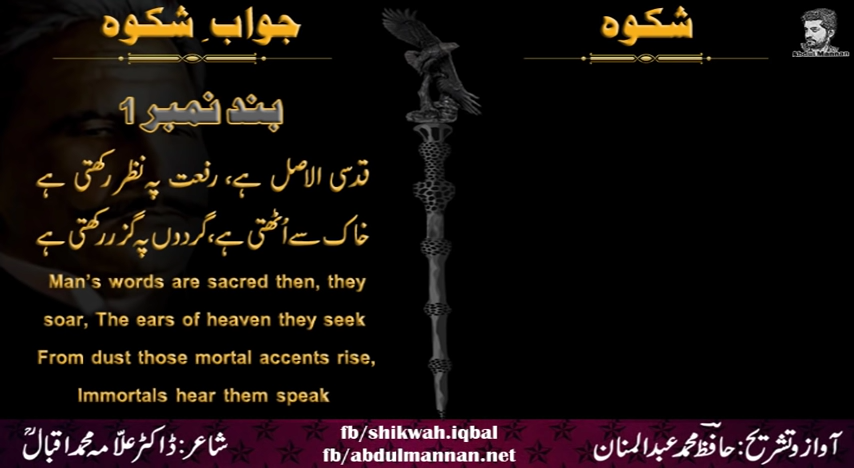 شکوہ
جوابِ شکوہ
Abdul Mannan
بند نمبر 1
قدسی الاصل ہے، رفعت پہ نظر رکھتی ہے
خاک سے اُٹھتی ہے، گردوں پہ گزر رکھتی ہے
Man's words are sacred then, they
soar, The ears of heaven they seek
From dust those mortal accents rise,
Immortals hear them speak
آواز و تشریح: حافظ محمد عبدالمنان
fb/shikwah.iqbal
fb/abdulmannan.net
شاعر: ڈاکٹر علّامہ محمد اقبالؒ